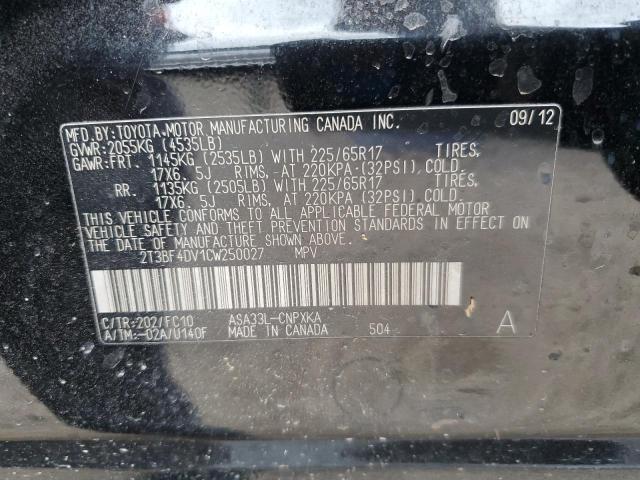 MFD.BY:TOYOTA MOTOR MANUFACTURING CANADA INC. 09/12
GVWR:2055KG (4535LB)
GAWR:FRT. 1145KG (2535LB) WITH 225/65R17 TIRES,
17X6.5J RIMS, AT 220KPA (32PSI) COLD.
RR. 1135KG (2505LB) WITH 225/65R17 TIRES,
17X6.5J RIMS, AT 220KPA (32PSI) COLD.
THIS VEHICLE CONFORMS TO ALL APPLICABLE FEDERAL MOTOR
VEHICLE SAFETY AND THEFT PREVENTION STANDARDS IN EFFECT ON
THE DATE OF MANUFACTURE SHOWN ABOVE.
2T3BF4DV1CW250027 MPV
C/TR:202/FC10 ASA33L-CNPXKA
A/TM:-02A/U140F MADE IN CANADA 504 A